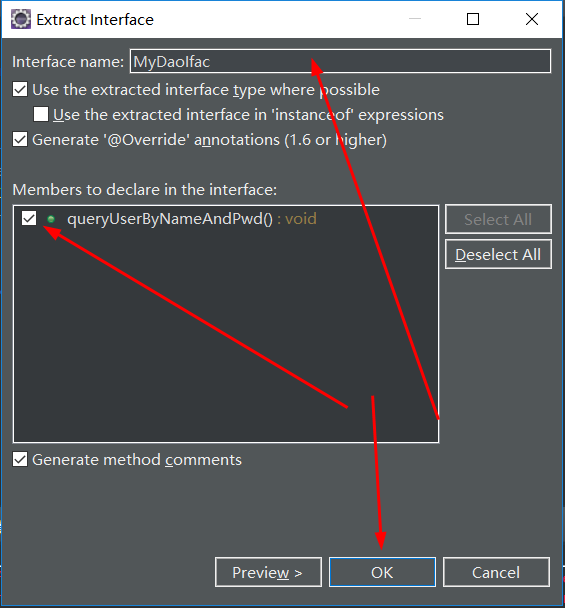 Extract Interface
Interface name: MyDaoIfac
Use the extracted interface type where possible
Use the extracted interface in 'instanceof' expressions
Generate '@Override' annotations (1.6 or higher)
Members to declare in the interface:
queryUserByNameAndPwd() : void
Select All
Deselect All
Generate method comments
Preview >
OK
Cancel